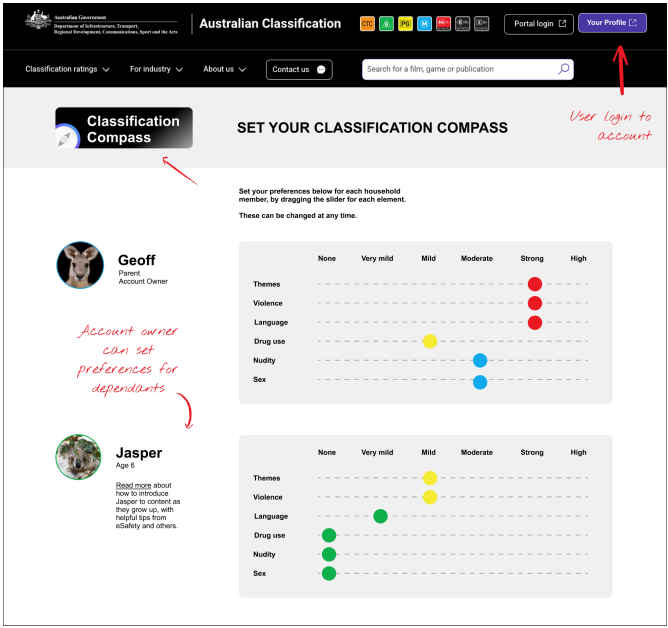 Australian Government
Department of Infrastructure, Transport,
Regional Development, Communications, Sport and the Arts
Australian Classification
CTC
G
PG
M
MA 15+
R 18+
X 18+
Portal login
Your Profile
Classification ratings
For industry
About us
Contact us
Search for a film, game or publication
Classification
Compass
SET YOUR CLASSIFICATION COMPASS
User login to
account
Set your preferences below for each household
member, by dragging the slider for each element.
These can be changed at any time.
Geoff
Parent
Account Owner
None Very mild Mild Moderate Strong High
Themes
Violence
Language
Drug use
Nudity
Sex
Account owner
can set
preferences for
dependants
Jasper
Age 6
Read more about
how to introduce
Jasper to content as
they grow up, with
helpful tips from
eSafety and others.
None Very mild Mild Moderate Strong High
Themes
Violence
Language
Drug use
Nudity
Sex